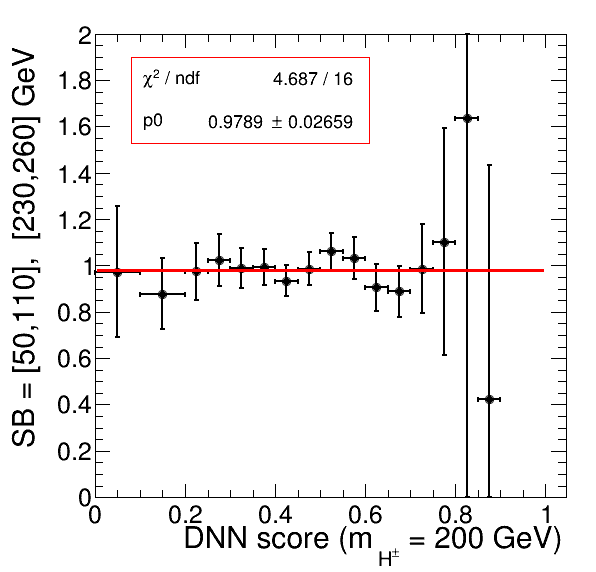 SB = [50,110], [230,260] GeV
χ² / ndf 4.687 / 16
p0 0.9789 ± 0.02659
2
1.8
1.6
1.4
1.2
1
0.8
0.6
0.4
0.2
0
0 0.2 0.4 0.6 0.8 1
DNN score (m_H± = 200 GeV)